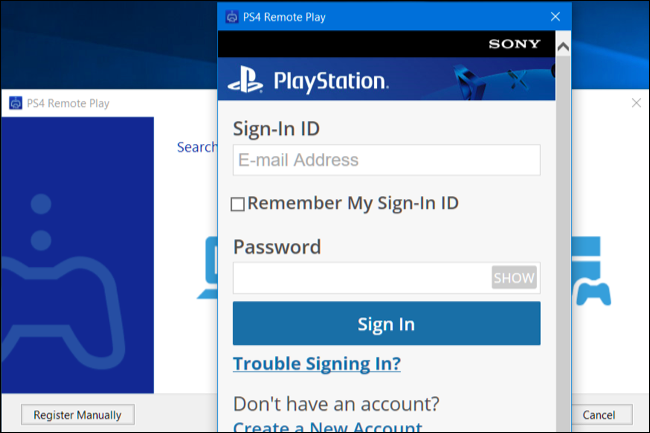 PS4 Remote Play
SONY
PlayStation.
PS4 Remote Play
Search
Sign-In ID
E-mail Address
Remember My Sign-In ID
Password
SHOW
Sign In
Trouble Signing In?
Don't have an account?
Create a New Account
Register Manually
Cancel